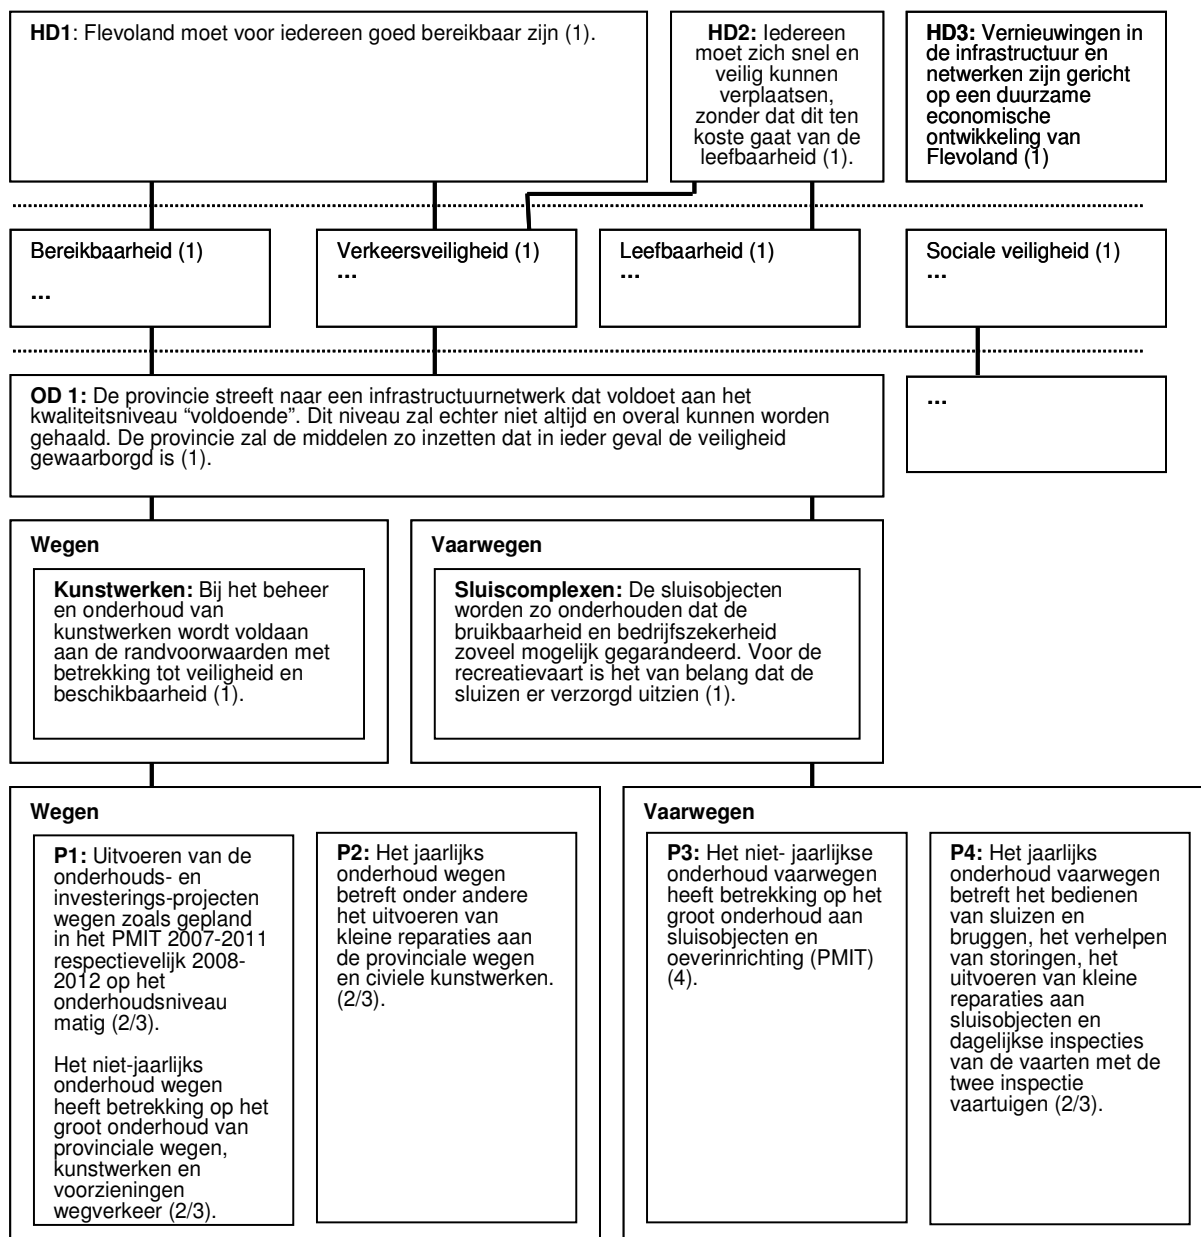 HD1: Flevoland moet voor iedereen goed bereikbaar zijn (1).
HD2: Iedereen
moet zich snel en
veilig kunnen
verplaatsen,
zonder dat dit ten
koste gaat van de
leefbaarheid (1).
HD3: Vernieuwingen in
de infrastructuur en
netwerken zijn gericht
op een duurzame
economische
ontwikkeling van
Flevoland (1)
Bereikbaarheid (1)
...
Verkeersveiligheid (1)
...
Leefbaarheid (1)
...
Sociale veiligheid (1)
...
OD 1: De provincie streeft naar een infrastructuurnetwerk dat voldoet aan het
kwaliteitsniveau “voldoende”. Dit niveau zal echter niet altijd en overal kunnen worden
gehaald. De provincie zal de middelen zo inzetten dat in ieder geval de veiligheid
gewaarborgd is (1).
...
Wegen
Kunstwerken: Bij het beheer
en onderhoud van
kunstwerken wordt voldaan
aan de randvoorwaarden met
betrekking tot veiligheid en
beschikbaarheid (1).
Vaarwegen
Sluiscomplexen: De sluisobjecten
worden zo onderhouden dat de
bruikbaarheid en bedrijfszekerheid
zoveel mogelijk gegarandeerd. Voor de
recreatievaart is het van belang dat de
sluizen er verzorgd uitzien (1).
Wegen
P1: Uitvoeren van de
onderhouds- en
investerings-projecten
wegen zoals gepland
in het PMIT 2007-2011
respectievelijk 2008-
2012 op het
onderhoudsniveau
matig (2/3).
Het niet-jaarlijks
onderhoud wegen
heeft betrekking op het
groot onderhoud van
provinciale wegen,
kunstwerken en
voorzieningen
wegverkeer (2/3).
P2: Het jaarlijks
onderhoud wegen
betreft onder andere
het uitvoeren van
kleine reparaties aan
de provinciale wegen
en civiele kunstwerken.
(2/3).
Vaarwegen
P3: Het niet- jaarlijkse
onderhoud vaarwegen
heeft betrekking op het
groot onderhoud aan
sluisobjecten en
oeverinrichting (PMIT)
(4).
P4: Het jaarlijks
onderhoud vaarwegen
betreft het bedienen
van sluizen en
bruggen, het verhelpen
van storingen, het
uitvoeren van kleine
reparaties aan
sluisobjecten en
dagelijkse inspecties
van de vaarten met de
twee inspectie
vaartuigen (2/3).